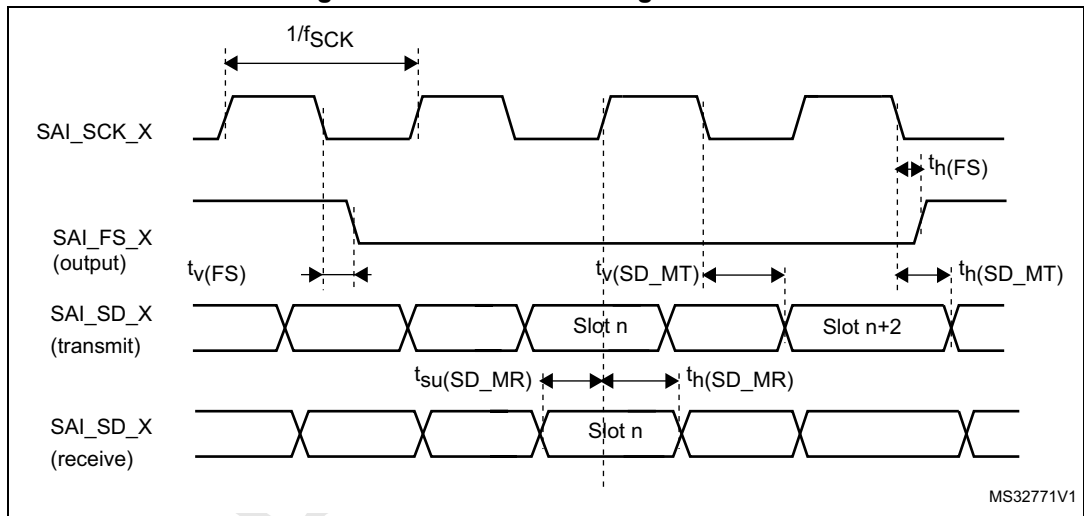 1/fSCK
SAI_SCK_X
th(FS)
SAI_FS_X
(output)
tv(FS)
tv(SD_MT)
th(SD_MT)
SAI_SD_X
(transmit)
Slot n
Slot n+2
tsu(SD_MR)
th(SD_MR)
SAI_SD_X
(receive)
Slot n
MS32771V1